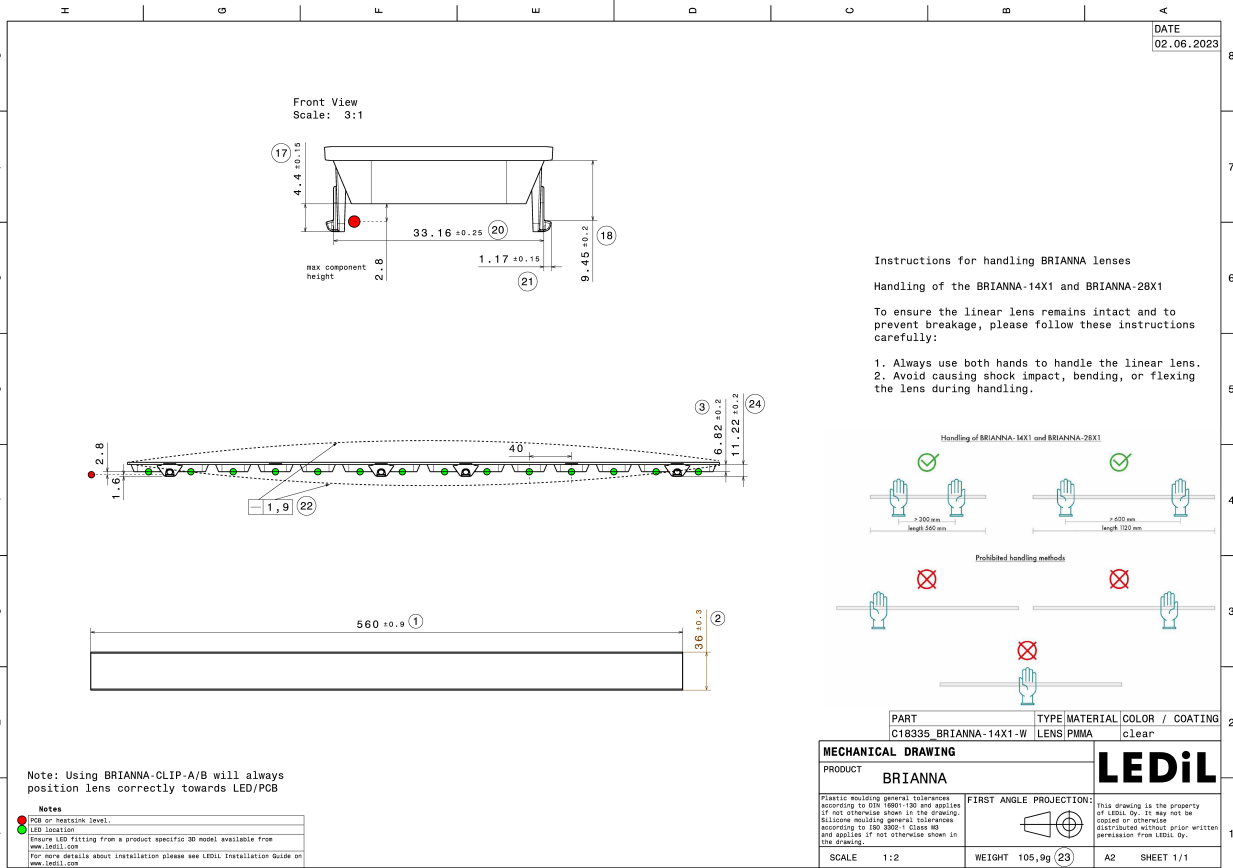 H G F E D C B A
DATE
02.06.2023
8
Front View
Scale: 3:1
17
4.4 ±0.15
7
33.16 ±0.25 20
18
9.45 ±0.2
1.17 ±0.15
21
2.8
max component
height
6
Instructions for handling BRIANNA lenses
Handling of the BRIANNA-14X1 and BRIANNA-28X1
To ensure the linear lens remains intact and to
prevent breakage, please follow these instructions
carefully:
1. Always use both hands to handle the linear lens.
2. Avoid causing shock impact, bending, or flexing
the lens during handling.
5
3
6.82 ±0.2
11.22 ±0.2
24
2.8
40
1.6
1,9 22
Handling of BRIANNA-14X1 and BRIANNA-28X1
4
> 300 mm
length 560 mm
> 600 mm
length 1120 mm
Prohibited handling methods
3
560 ±0.9 1
36 ±0.3
2
2
PART TYPE MATERIAL COLOR / COATING
C18335_BRIANNA-14X1-W LENS PMMA clear
MECHANICAL DRAWING
PRODUCT
BRIANNA
LEDiL
Plastic moulding general tolerances
according to DIN 16901-130 and applies
if not otherwise shown in the drawing.
Silicone moulding general tolerances
according to ISO 3302-1 Class M3
and applies if not otherwise shown in
the drawing.
FIRST ANGLE PROJECTION:
This drawing is the property
of LEDiL Oy. It may not be
copied or otherwise
distributed without prior written
permission from LEDiL Oy.
1
SCALE 1:2
WEIGHT 105,9g 23
A2 SHEET 1/1
Note: Using BRIANNA-CLIP-A/B will always
position lens correctly towards LED/PCB
Notes
PCB or heatsink level.
LED location
Ensure LED fitting from a product specific 3D model available from
www.ledil.com
For more details about installation please see LEDiL Installation Guide on
www.ledil.com